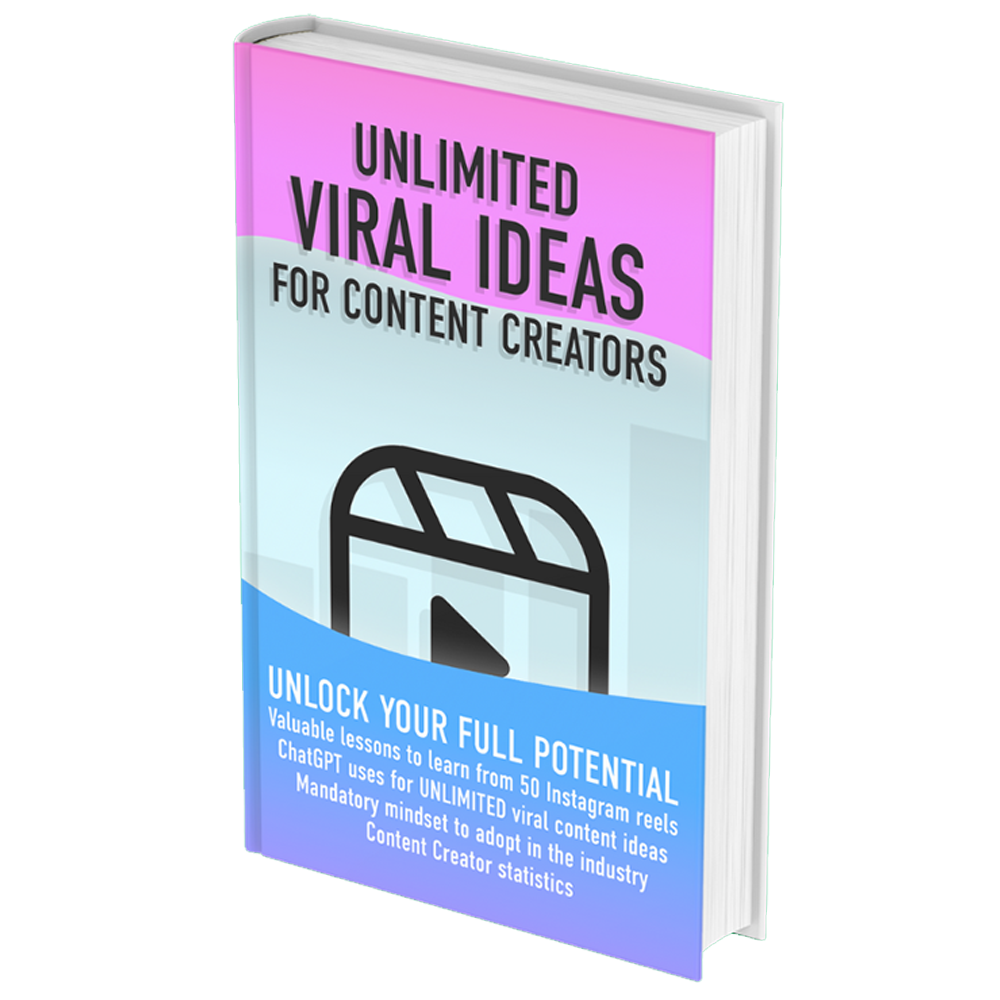 UNLIMITED
VIRAL IDEAS
FOR CONTENT CREATORS
UNLOCK YOUR FULL POTENTIAL
Valuable lessons to learn from 50 Instagram reels
ChatGPT uses for UNLIMITED viral content ideas
Mandatory mindset to adopt in the industry
Content Creator statistics